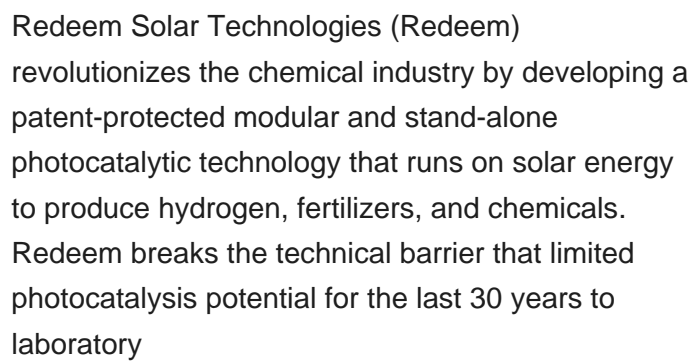 Redeem Solar Technologies (Redeem)
revolutionizes the chemical industry by developing a
patent-protected modular and stand-alone
photocatalytic technology that runs on solar energy
to produce hydrogen, fertilizers, and chemicals.
Redeem breaks the technical barrier that limited
photocatalysis potential for the last 30 years to
laboratory